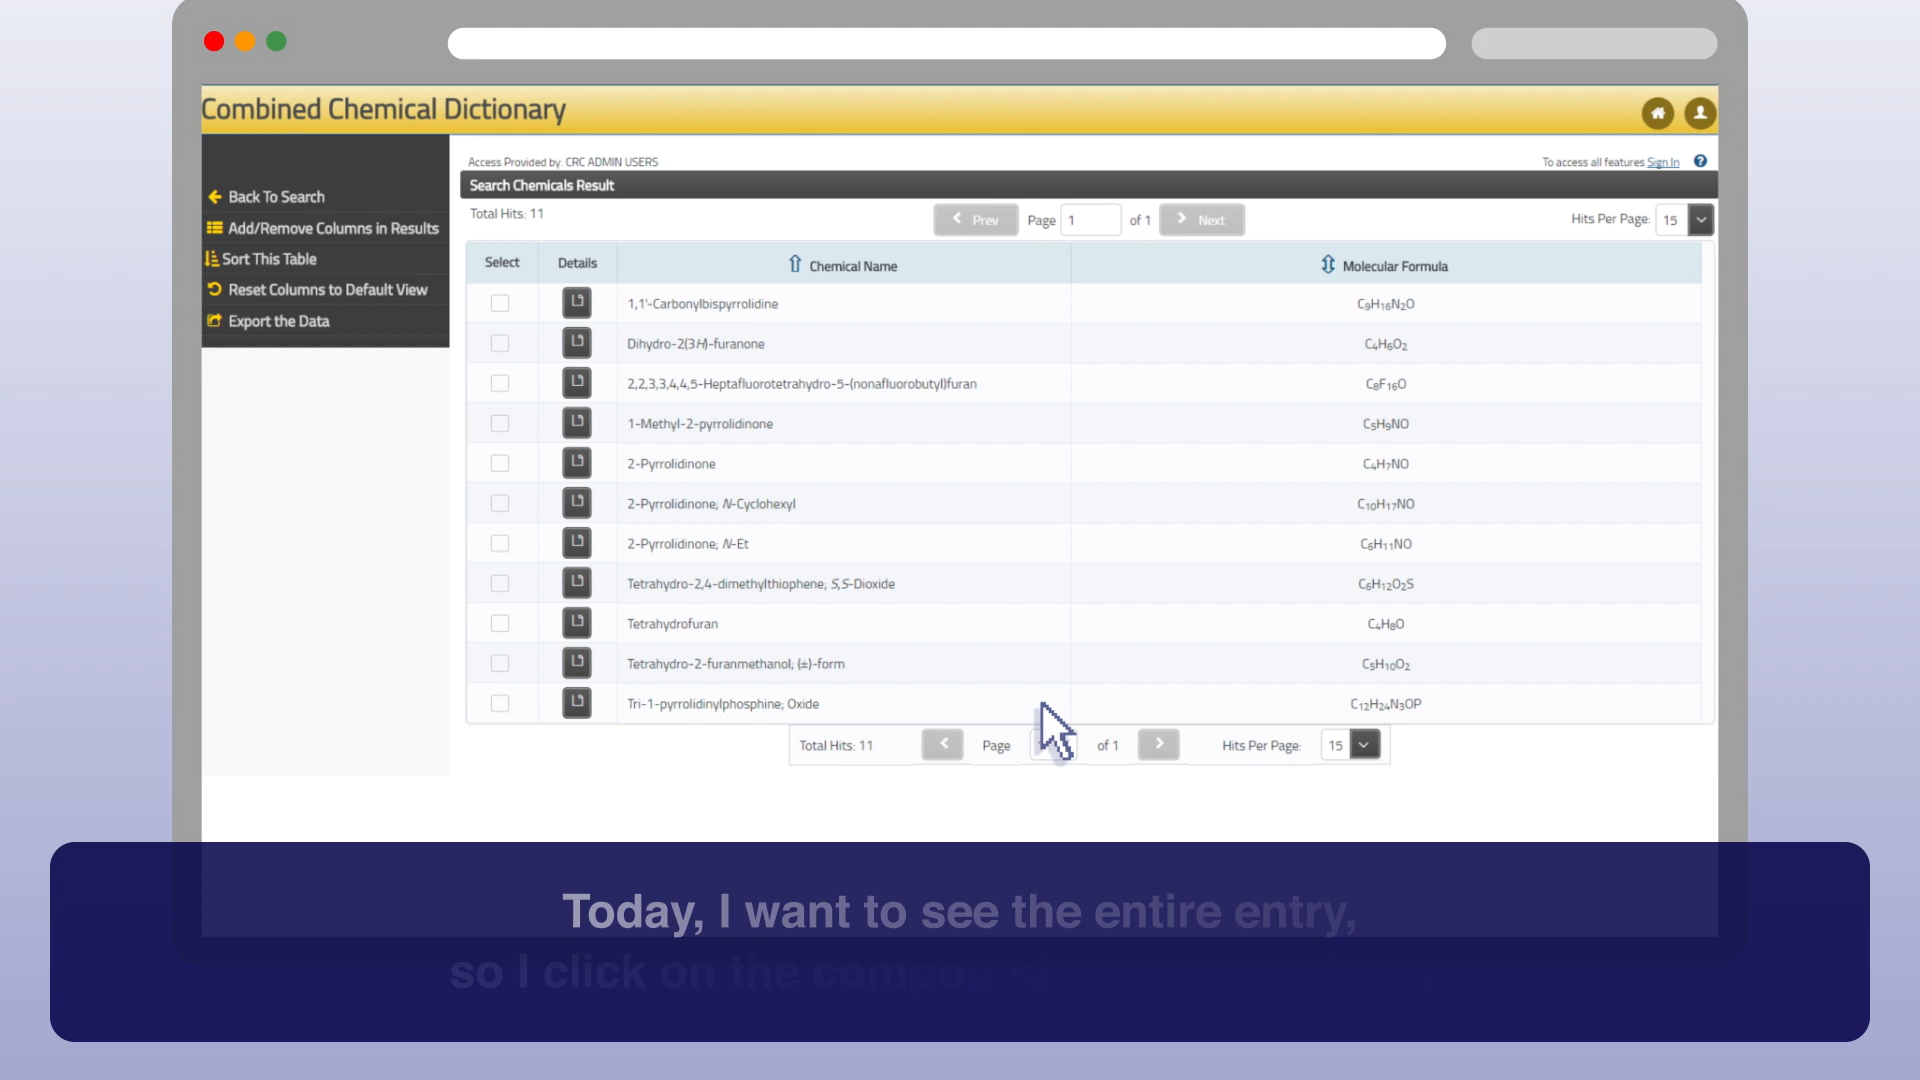 Combined Chemical Dictionary
Access Provided by: CRC ADMIN USERS
To access all features Sign In
Back To Search
Add/Remove Columns in Results
Sort This Table
Reset Columns to Default View
Export the Data
Search Chemicals Result
Total Hits: 11
Prev Page 1 of 1 Next
Hits Per Page: 15
Select Details Chemical Name Molecular Formula
1,1'-Carbonylbispyrrolidine C₉H₁₆N₂O
Dihydro-2(3H)-furanone C₄H₆O₂
2,2,3,3,4,4,5-Heptafluorotetrahydro-5-(nonafluorobutyl)furan C₈F₁₆O
1-Methyl-2-pyrrolidinone C₅H₉NO
2-Pyrrolidinone C₄H₇NO
2-Pyrrolidinone; N-Cyclohexyl C₁₀H₁₇NO
2-Pyrrolidinone; N-Et C₆H₁₁NO
Tetrahydro-2,4-dimethylthiophene; S,S-Dioxide C₆H₁₂O₂S
Tetrahydrofuran C₄H₈O
Tetrahydro-2-furanmethanol; (±)-form C₅H₁₀O₂
Tri-1-pyrrolidinylphosphine; Oxide C₁₂H₂₄N₃OP
Total Hits: 11 Page of 1 Hits Per Page: 15
Today, I want to see the entire entry,
so I click on the